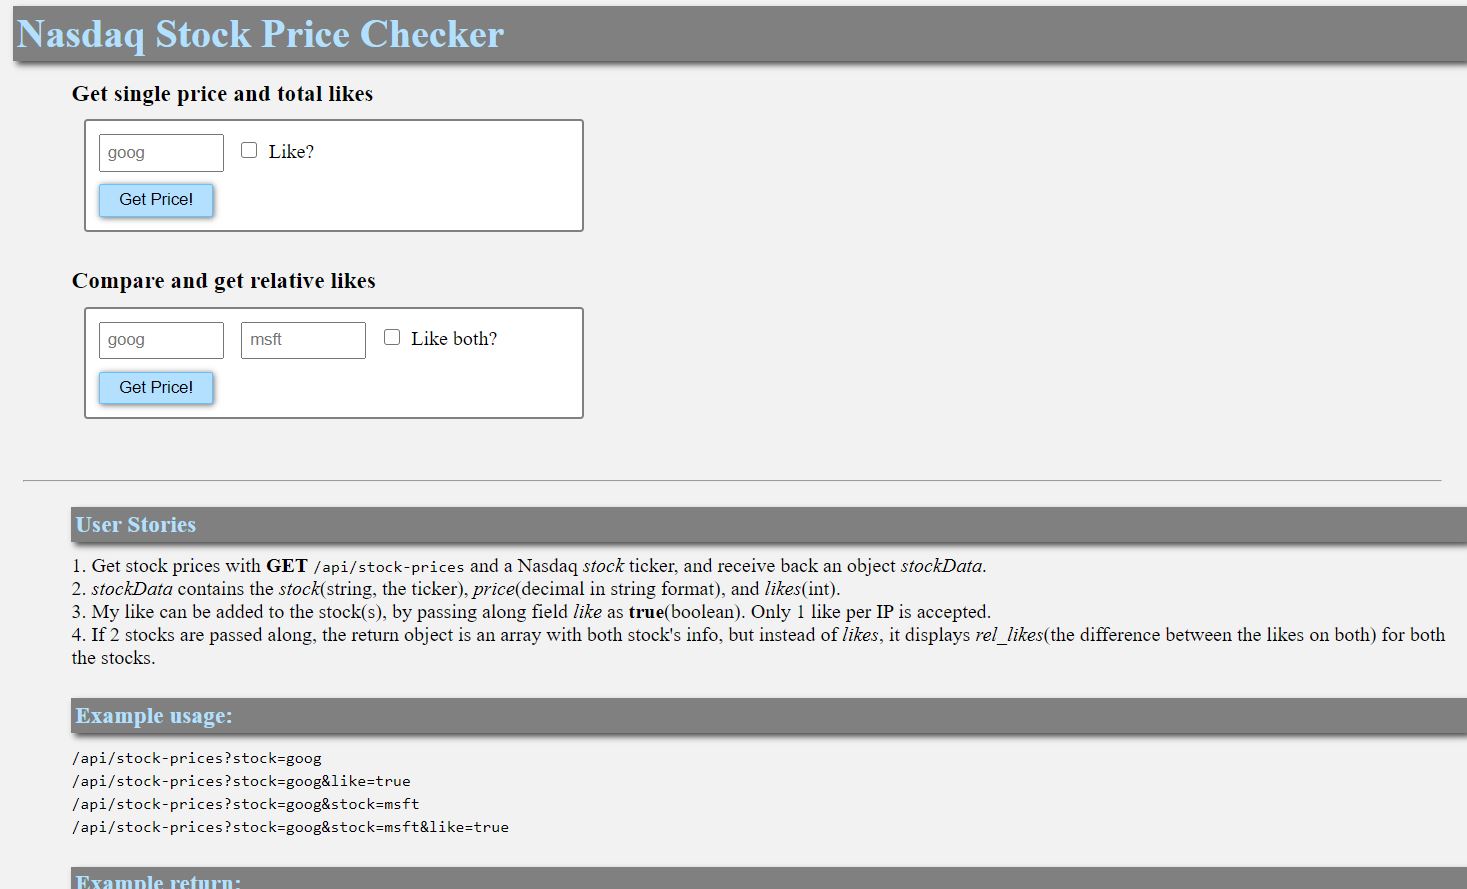 Nasdaq Stock Price Checker
Get single price and total likes
goog Like?
Get Price!
Compare and get relative likes
goog msft Like both?
Get Price!
User Stories
1. Get stock prices with GET /api/stock-prices and a Nasdaq stock ticker, and receive back an object stockData.
2. stockData contains the stock(string, the ticker), price(decimal in string format), and likes(int).
3. My like can be added to the stock(s), by passing along field like as true(boolean). Only 1 like per IP is accepted.
4. If 2 stocks are passed along, the return object is an array with both stock's info, but instead of likes, it displays rel_likes(the difference between the likes on both) for both
the stocks.
Example usage:
/api/stock-prices?stock=goog
/api/stock-prices?stock=goog&like=true
/api/stock-prices?stock=goog&stock=msft
/api/stock-prices?stock=goog&stock=msft&like=true
Example return: